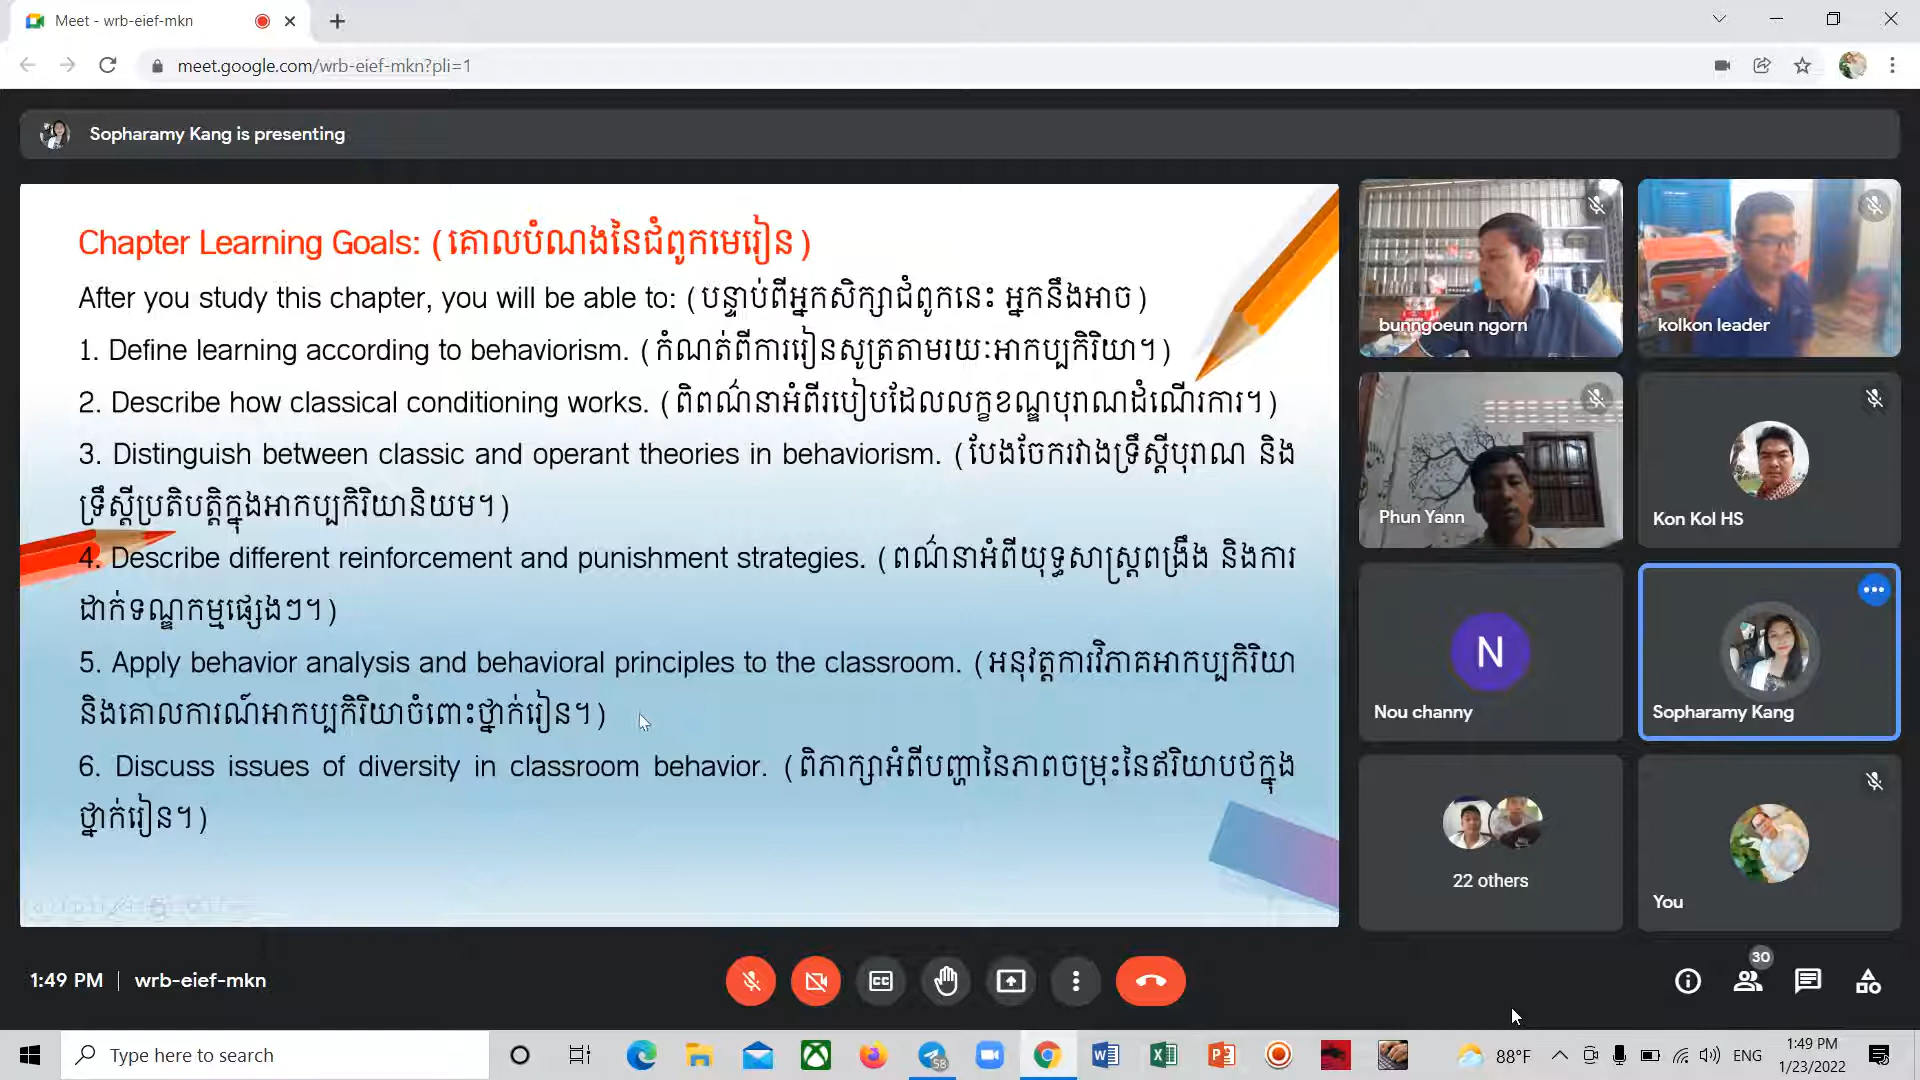 Meet - wrb-eief-mkn
meet.google.com/wrb-eief-mkn?pli=1
Sopharamy Kang is presenting
Chapter Learning Goals: (គោលបំណងនៃជំពូកមេរៀន)
After you study this chapter, you will be able to: (បន្ទាប់ពីអ្នកសិក្សាជំពូកនេះ អ្នកនឹងអាច)
1. Define learning according to behaviorism. (កំណត់ពីការរៀនសូត្រតាមរយៈអាកប្បកិរិយា។)
2. Describe how classical conditioning works. (ពិពណ៌នាអំពីរបៀបដែលលក្ខខណ្ឌបុរាណដំណើរការ។)
3. Distinguish between classic and operant theories in behaviorism. (បែងចែករវាងទ្រឹស្តីបុរាណ និង
ទ្រឹស្តីប្រតិបត្តិក្នុងអាកប្បកិរិយានិយម។)
4. Describe different reinforcement and punishment strategies. (ពណ៌នាអំពីយុទ្ធសាស្ត្រពង្រឹង និងការ
ដាក់ទណ្ឌកម្មផ្សេងៗ។)
5. Apply behavior analysis and behavioral principles to the classroom. (អនុវត្តការវិភាគអាកប្បកិរិយា
និងគោលការណ៍អាកប្បកិរិយាចំពោះថ្នាក់រៀន។)
6. Discuss issues of diversity in classroom behavior. (ពិភាក្សាអំពីបញ្ហានៃភាពចម្រុះនៃឥរិយាបថក្នុង
ថ្នាក់រៀន។)
bunngoeun ngorn
kolkon leader
Phun Yann
Kon Kol HS
N
Nou channy
Sopharamy Kang
22 others
You
1:49 PM | wrb-eief-mkn
CC
30
Type here to search
58
88°F
ENG
1:49 PM
1/23/2022